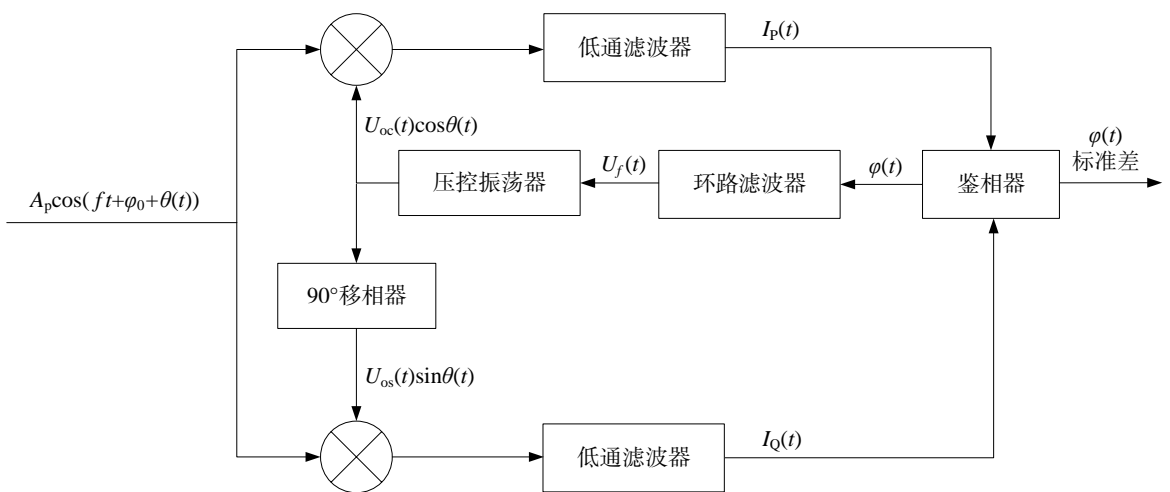 低通滤波器
I_P(t)
U_oc(t)cosθ(t)
φ(t)
标准差
压控振荡器
U_f(t)
环路滤波器
φ(t)
鉴相器
A_p cos( ft+φ_0+θ(t))
90°移相器
U_os(t)sinθ(t)
低通滤波器
I_Q(t)